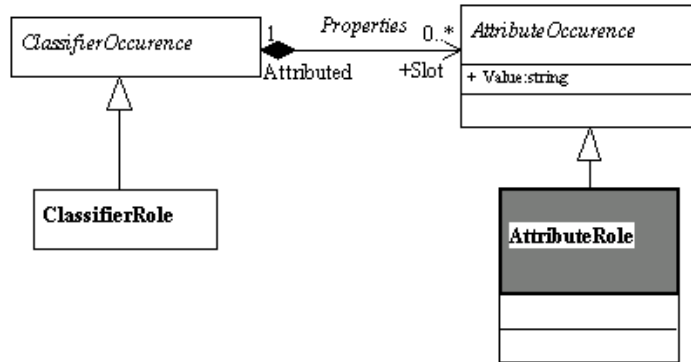 ClassifierOccurence
1
Properties
0..*
AttributeOccurence
Attributed
+Slot
+ Value:string
ClassifierRole
AttributeRole